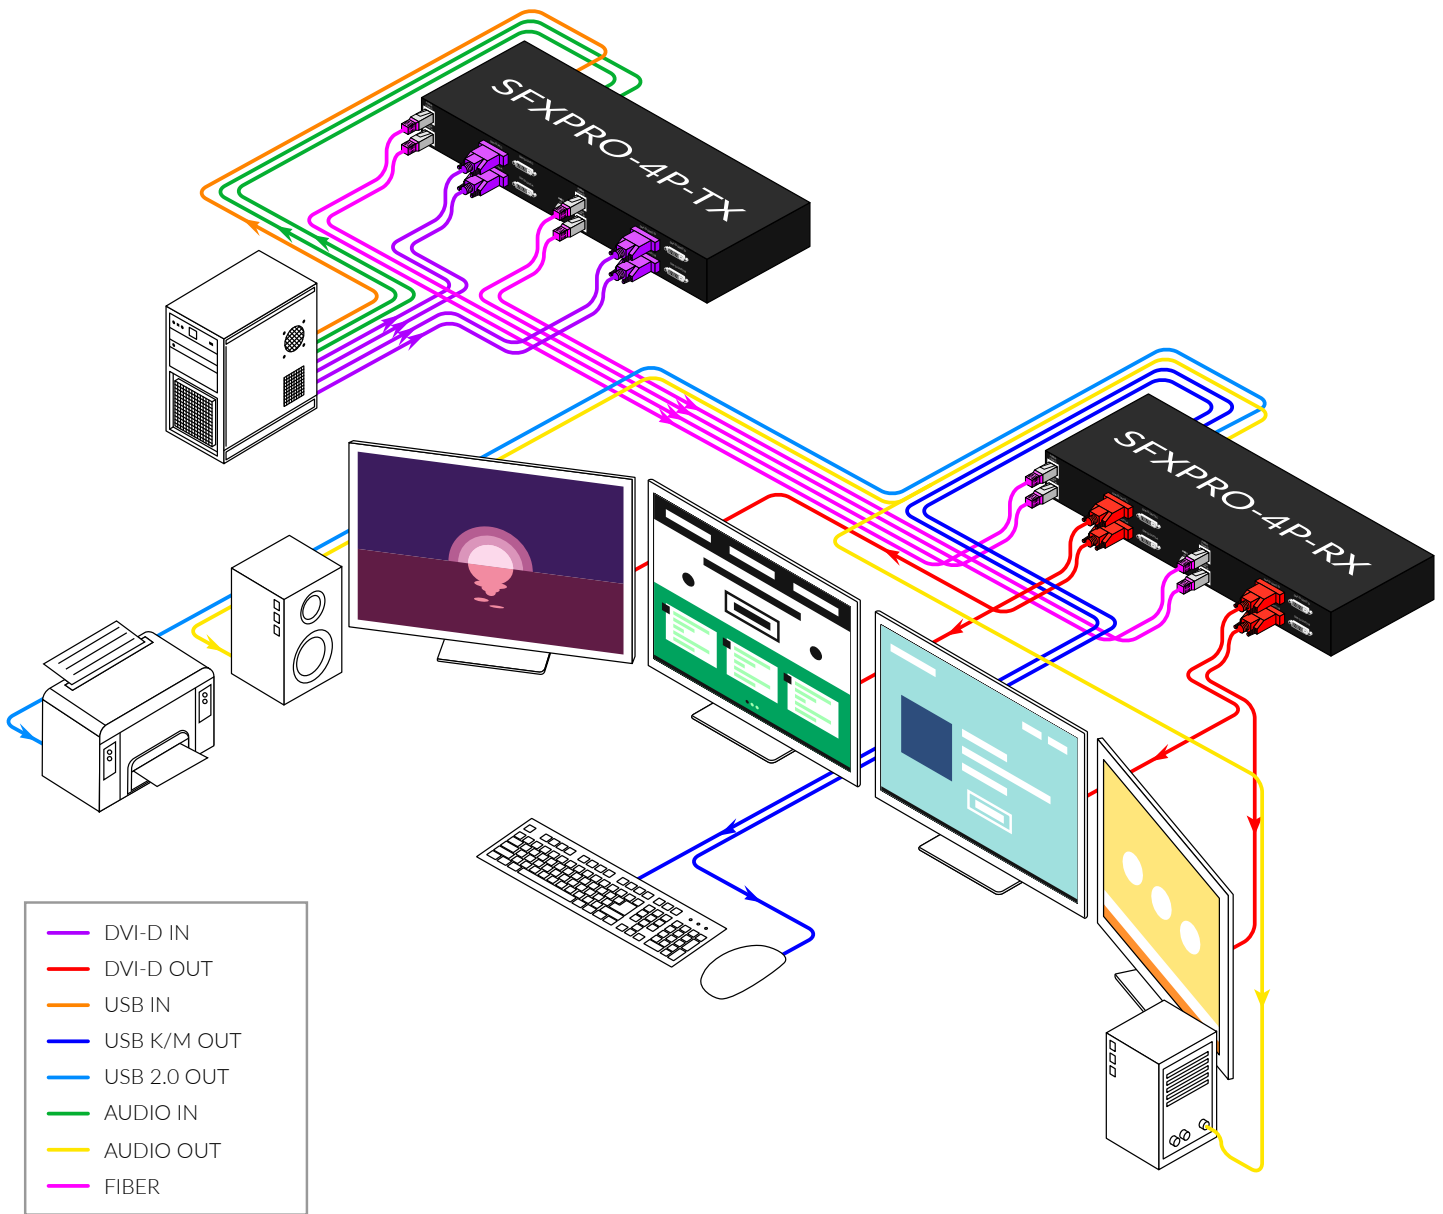 SFXPRO-4P-TX
SFXPRO-4P-RX
DVI-D IN
DVI-D OUT
USB IN
USB K/M OUT
USB 2.0 OUT
AUDIO IN
AUDIO OUT
FIBER